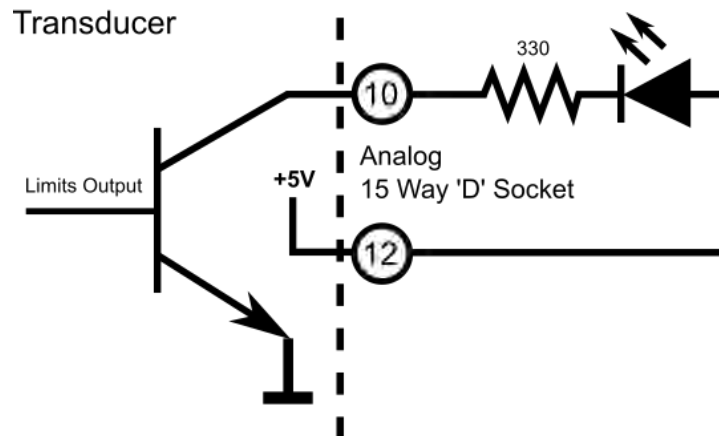 Transducer
330
10
Limits Output
+5V
Analog
15 Way 'D' Socket
12